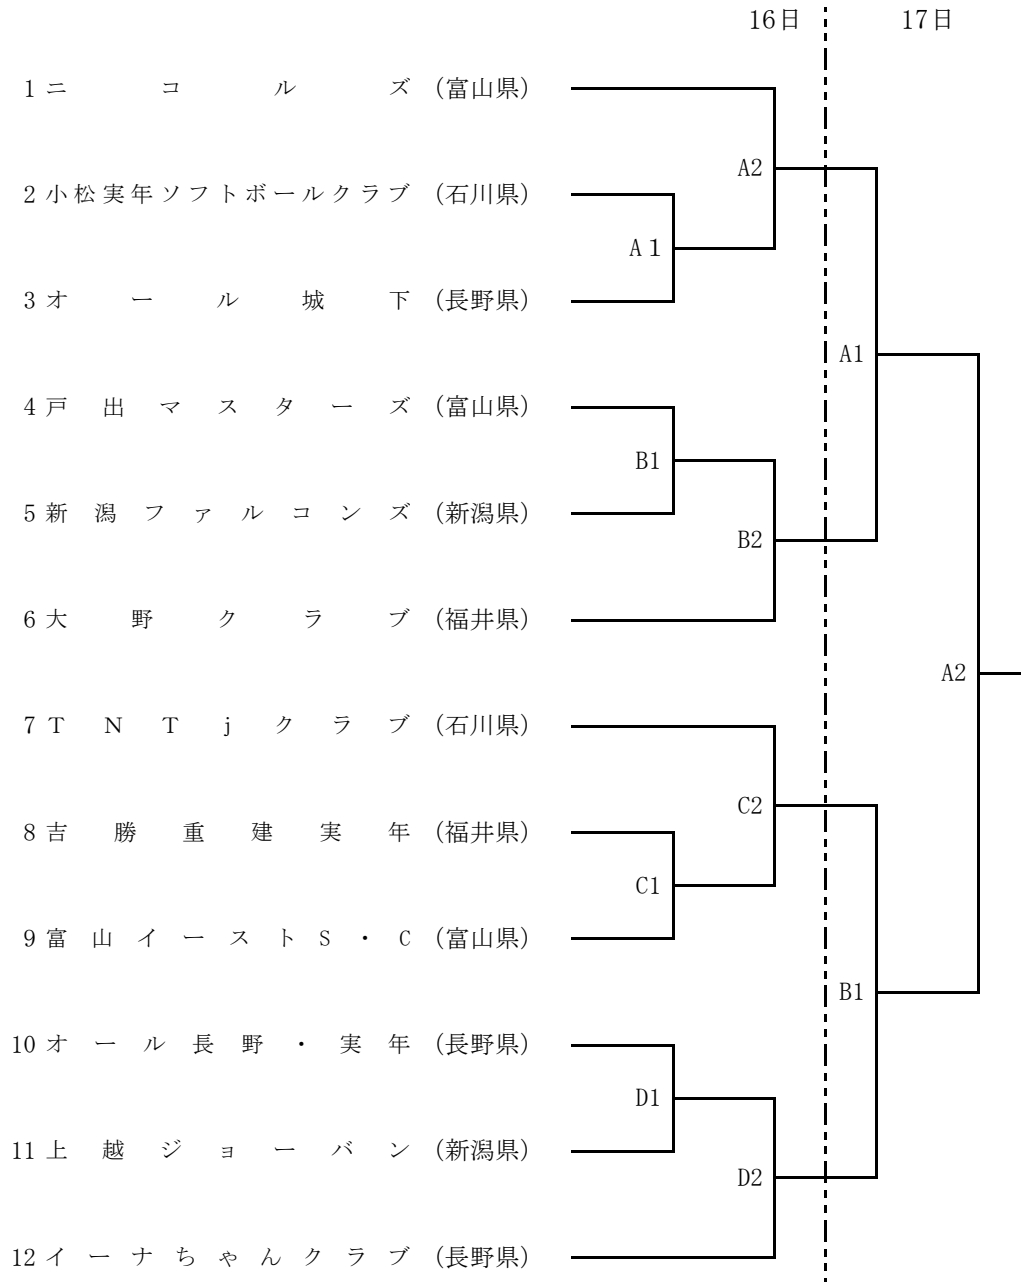 16日 17日
1 ニコルズ (富山県)
A2
2 小松実年ソフトボールクラブ (石川県)
A１
3 オール城下 (長野県)
A1
4 戸出マスターズ (富山県)
B1
5 新潟ファルコンズ (新潟県)
B2
6 大野クラブ (福井県)
A2
7 TNTjクラブ (石川県)
C2
8 吉勝重建実年 (福井県)
C1
9 富山イーストS・C (富山県)
B1
10 オール長野・実年 (長野県)
D1
11 上越ジョーバン (新潟県)
D2
12 イーナちゃんクラブ (長野県)